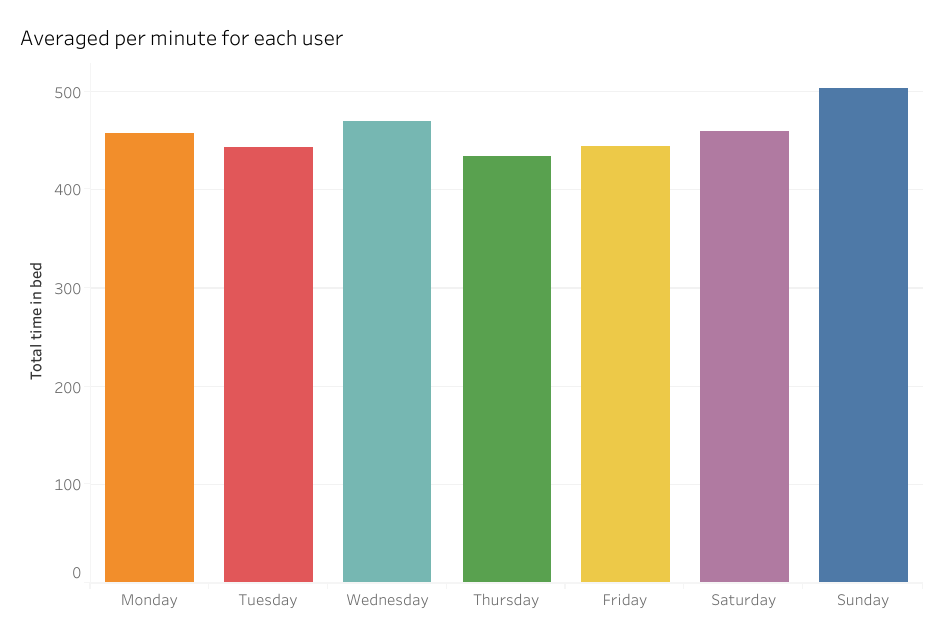 Averaged per minute for each user
500
400
300
200
100
0
Total time in bed
Monday Tuesday Wednesday Thursday Friday Saturday Sunday